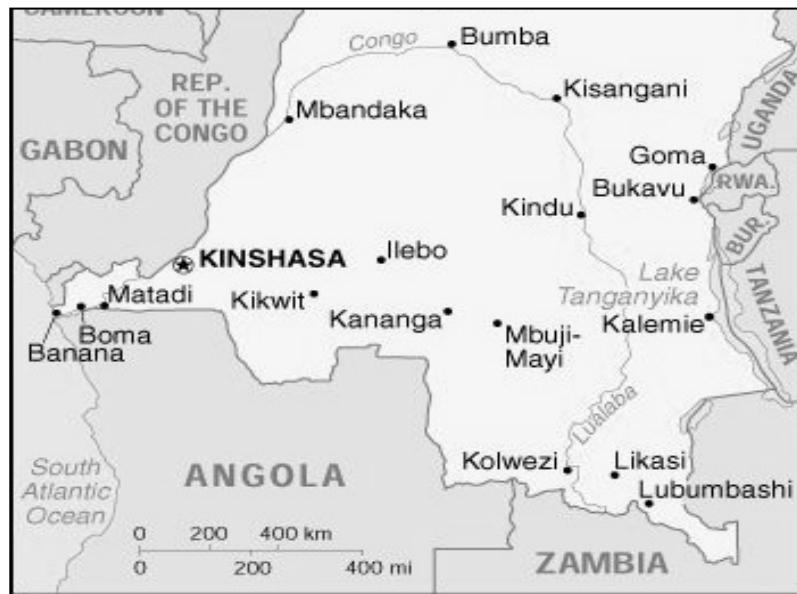 CAMEROON
Congo
Bumba
REP.
OF THE
CONGO
Kisangani
Mbandaka
UGANDA
GABON
Goma
RWA.
Bukavu
Kindu
BUR.
KINSHASA
Ilebo
Lake
Tanganyika
TANZANIA
Matadi
Kikwit
Kananga
Kalemie
Boma
Banana
Mbuji-
Mayi
Lualaba
South
Atlantic
Ocean
ANGOLA
Kolwezi
Likasi
Lubumbashi
0 200 400 km
0 200 400 mi
ZAMBIA